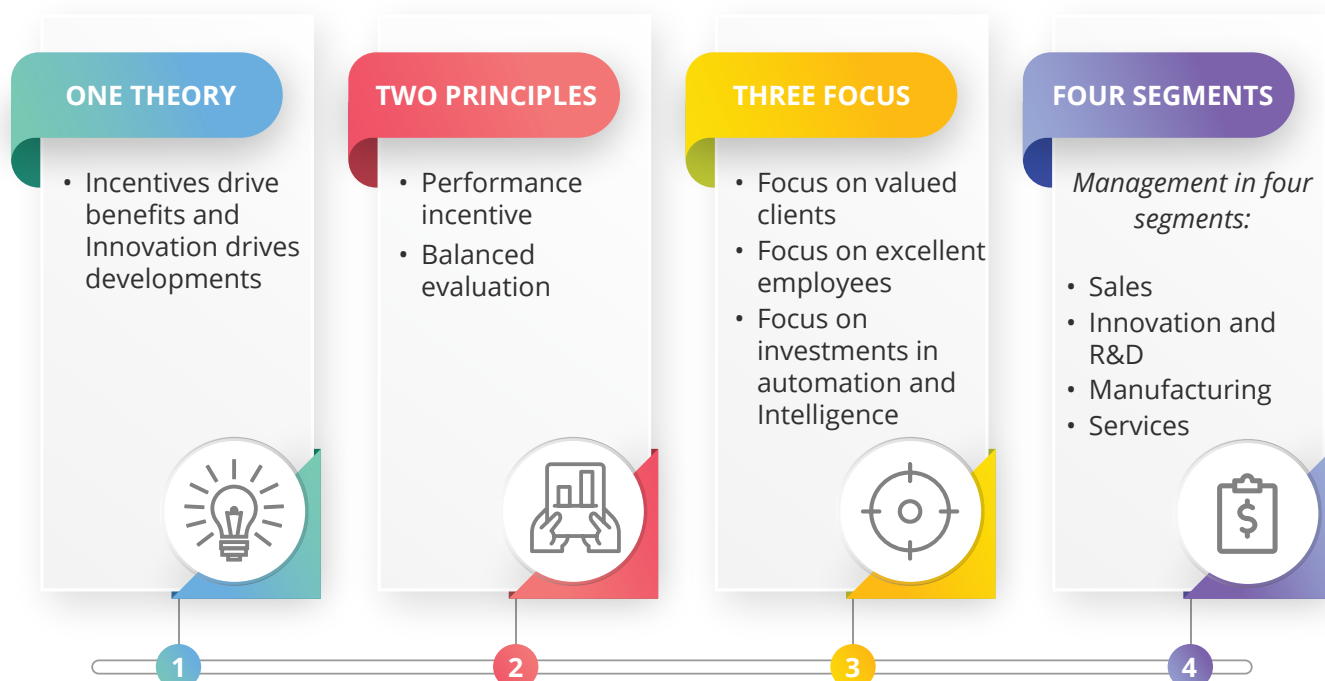 ONE THEORY
• Incentives drive
benefits and
Innovation drives
developments
TWO PRINCIPLES
• Performance
incentive
• Balanced
evaluation
THREE FOCUS
• Focus on valued
clients
• Focus on excellent
employees
• Focus on
investments in
automation and
Intelligence
FOUR SEGMENTS
Management in four
segments:
• Sales
• Innovation and
R&D
• Manufacturing
• Services
$
1
2
3
4